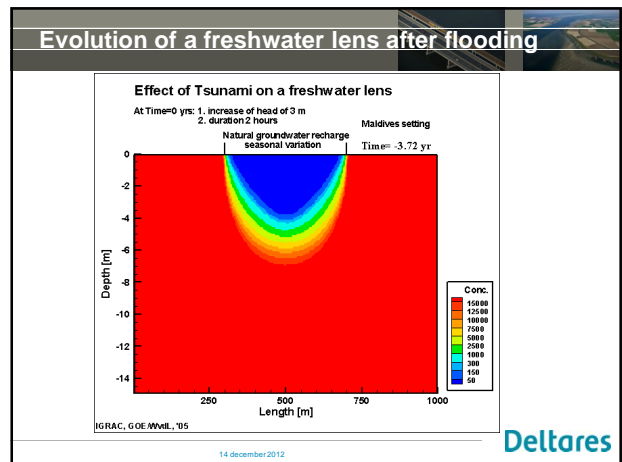 Evolution of a freshwater lens after flooding
Effect of Tsunami on a freshwater lens
At Time=0 yrs: 1. increase of head of 3 m
2. duration 2 hours
Maldives setting
Natural groundwater recharge
seasonal variation
Time= -3.72 yr
0
-2
-4
-6
-8
-10
-12
-14
Depth [m]
250
500
750
1000
Length [m]
Conc.
15000
12500
10000
7500
5000
2500
1000
300
150
50
IGRAC, GOE/WvdL, '05
14 december 2012
Deltares